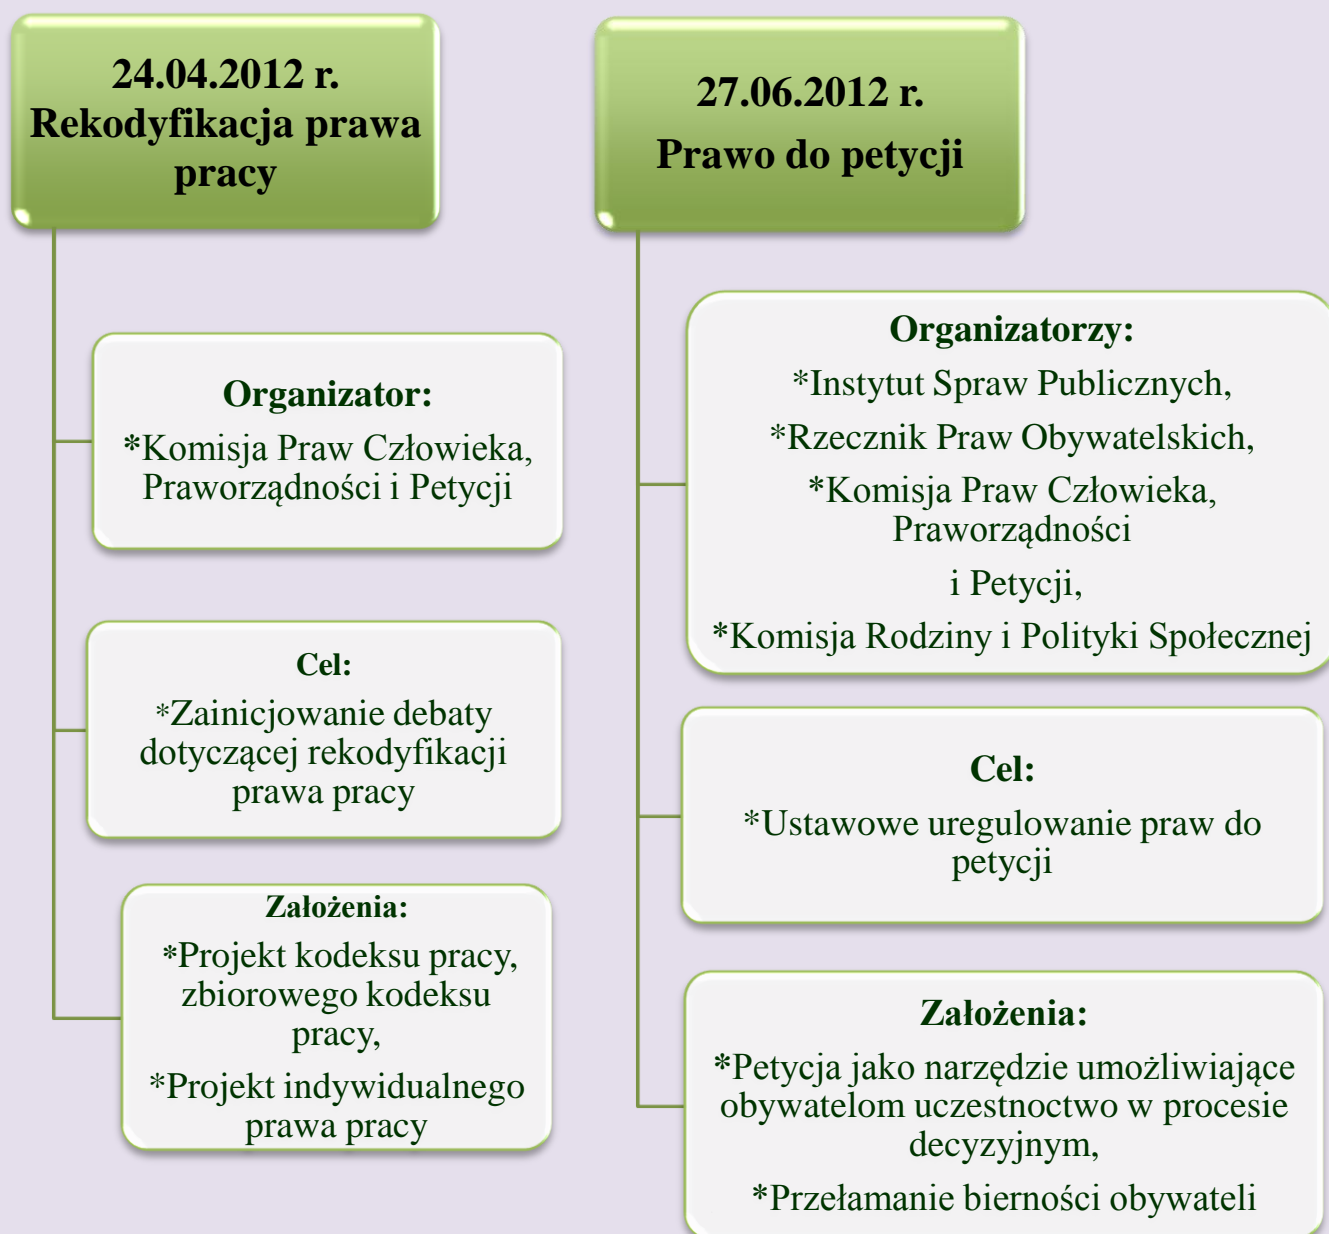 24.04.2012 r.
Rekodyfikacja prawa
pracy
Organizator:
*Komisja Praw Człowieka,
Praworządności i Petycji
Cel:
*Zainicjowanie debaty
dotyczącej rekodyfikacji
prawa pracy
Założenia:
*Projekt kodeksu pracy,
zbiorowego kodeksu
pracy,
*Projekt indywidualnego
prawa pracy
27.06.2012 r.
Prawo do petycji
Organizatorzy:
*Instytut Spraw Publicznych,
*Rzecznik Praw Obywatelskich,
*Komisja Praw Człowieka,
Praworządności
i Petycji,
*Komisja Rodziny i Polityki Społecznej
Cel:
*Ustawowe uregulowanie praw do
petycji
Założenia:
*Petycja jako narzędzie umożliwiające
obywatelom uczestnoctwo w procesie
decyzyjnym,
*Przełamanie bierności obywateli